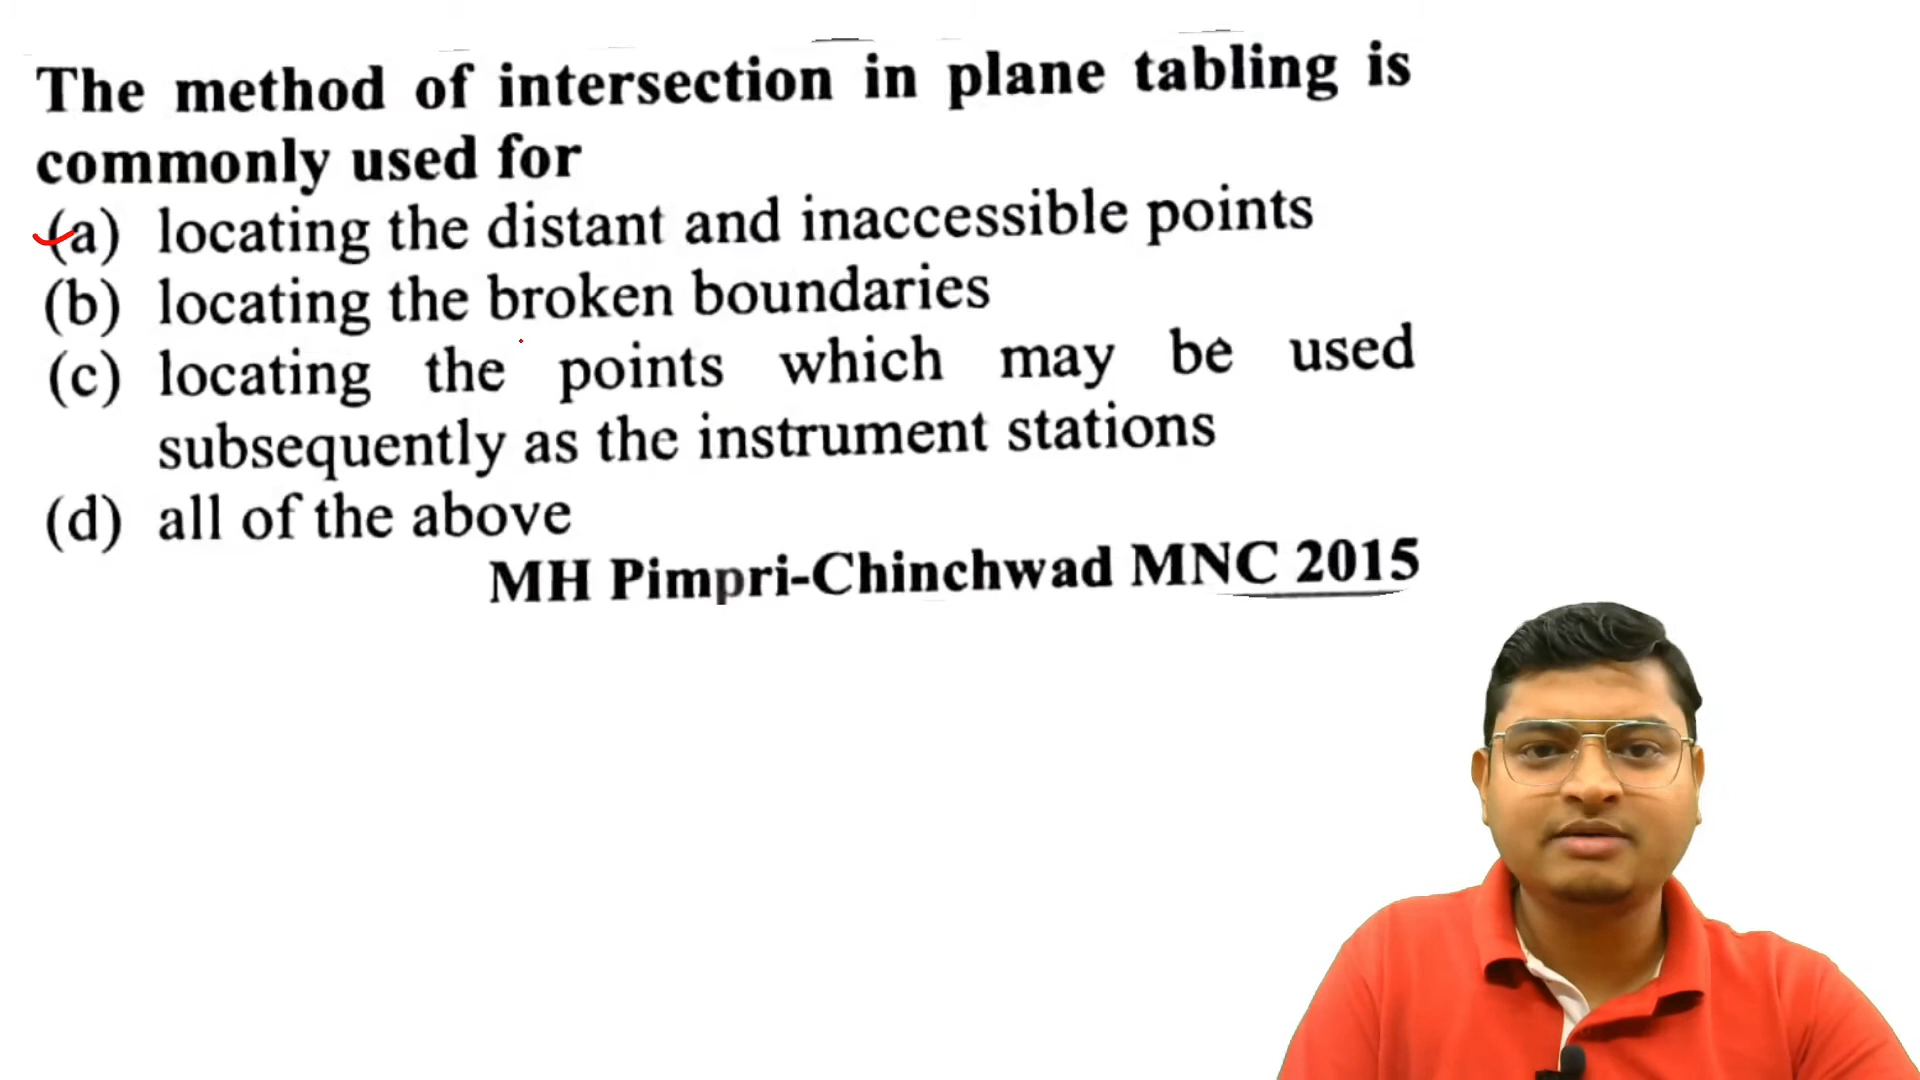 The method of intersection in plane tabling is
commonly used for
(a) locating the distant and inaccessible points
(b) locating the broken boundaries
(c) locating the points which may be used
subsequently as the instrument stations
(d) all of the above
MH Pimpri-Chinchwad MNC 2015